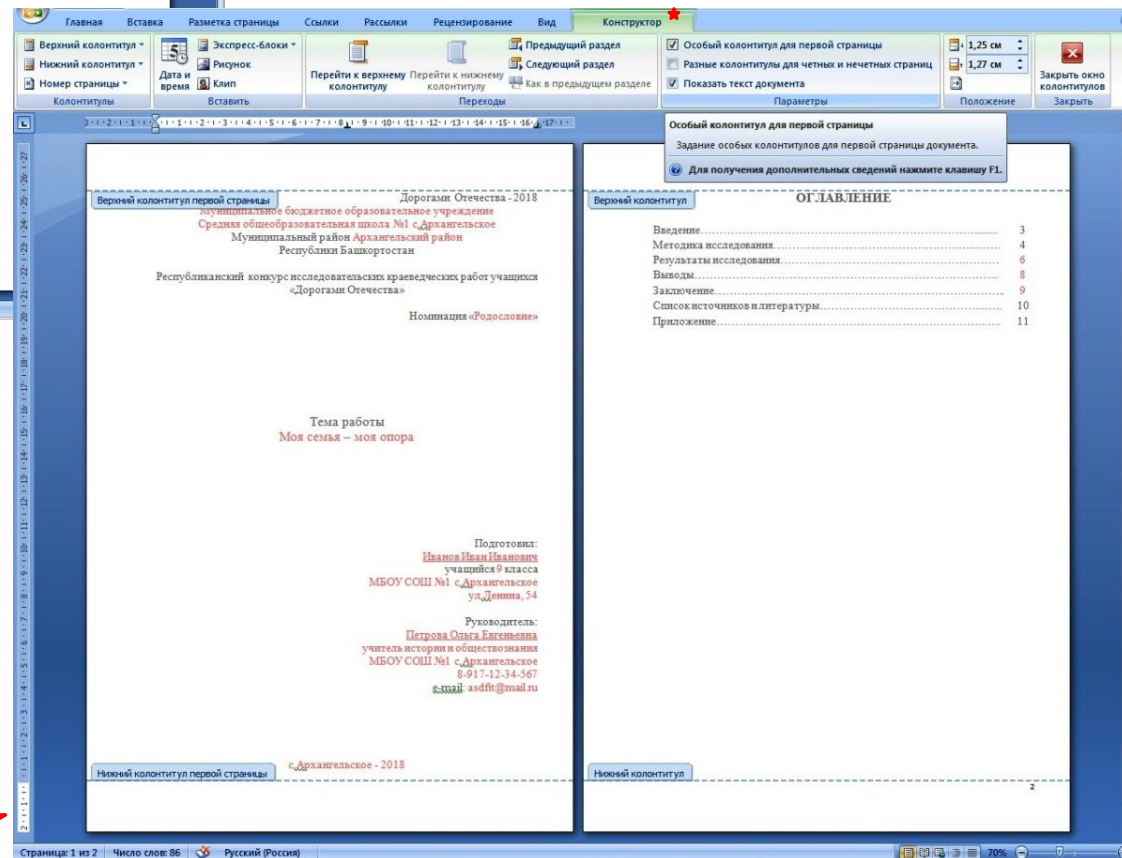 Главная Вставка Разметка страницы Ссылки Рассылки Рецензирование Вид Конструктор
Верхний колонтитул
Нижний колонтитул
Номер страницы
Колонтитулы
Дата и время
Экспресс-блоки
Рисунок
Клип
Вставить
Перейти к верхнему колонтитулу
Перейти к нижнему колонтитулу
Предыдущий раздел
Следующий раздел
Как в предыдущем разделе
Переходы
Особый колонтитул для первой страницы
Разные колонтитулы для четных и нечетных страниц
Показать текст документа
Параметры
1,25 см
1,27 см
Положение
Закрыть окно колонтитулов
Закрыть
Особый колонтитул для первой страницы
Задание особых колонтитулов для первой страницы документа.
Для получения дополнительных сведений нажмите клавишу F1.
Верхний колонтитул первой страницы
Дорогами Отечества - 2018
Муниципальное бюджетное образовательное учреждение
Средняя общеобразовательная школа №1 с.Архангельское
Муниципальный район Архангельский район
Республики Башкортостан
Республиканский конкурс исследовательских краеведческих работ учащихся
«Дорогами Отечества»
Номинация «Родословие»
Тема работы
Моя семья – моя опора
Подготовил:
Иванов Иван Иванович
учащийся 9 класса
МБОУ СОШ №1 с.Архангельское
ул.Ленина, 54
Руководитель:
Петрова Ольга Евгеньевна
учитель истории и обществознания
МБОУ СОШ №1 с.Архангельское
8-917-12-34-567
e-mail: asdfit@mail.ru
с.Архангельское - 2018
Нижний колонтитул первой страницы
Верхний колонтитул
ОГЛАВЛЕНИЕ
Введение 3
Методика исследования 4
Результаты исследования 6
Выводы 8
Заключение 9
Список источников и литературы 10
Приложение 11
Нижний колонтитул
2
Страница: 1 из 2 Число слов: 86 Русский (Россия) 70%